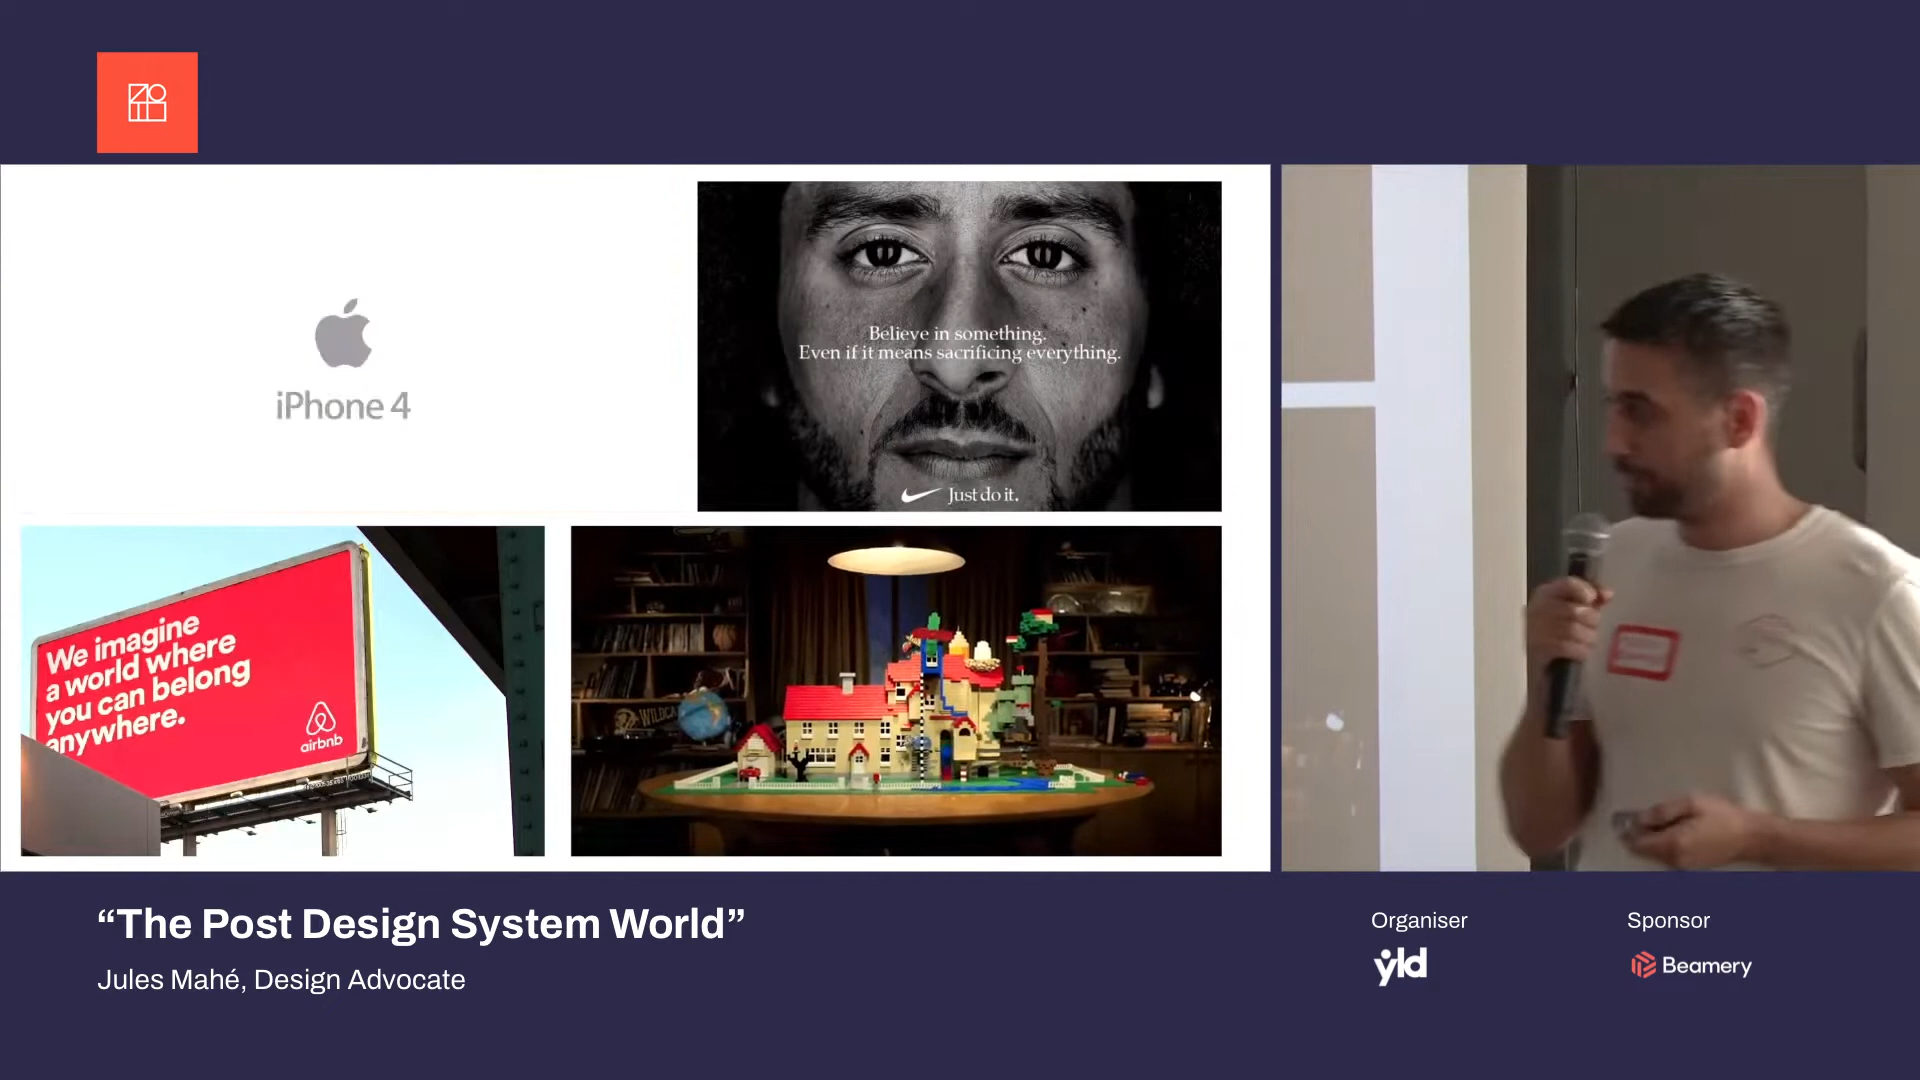 iPhone 4
Believe in something.
Even if it means sacrificing everything.
Just do it.
We imagine
a world where
you can belong
anywhere.
airbnb
WILDCA
“The Post Design System World”
Jules Mahé, Design Advocate
Organiser
yld
Sponsor
Beamery